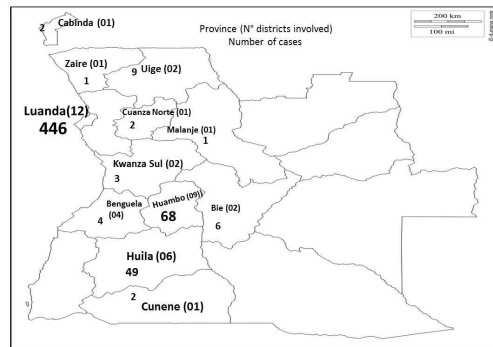 Province (N° districts involved)
Number of cases
200 km
100 mi
© d-maps.com
Cabinda (01)
2
Zaire (01)
1
9 Uige (02)
Luanda(12)
446
Cuanza Norte (01)
2
Malanje (01)
1
Kwanza Sul (02)
3
Benguela
(04)
4
Huambo (09))
68
Bie (02)
6
Huila (06)
49
2
Cunene (01)